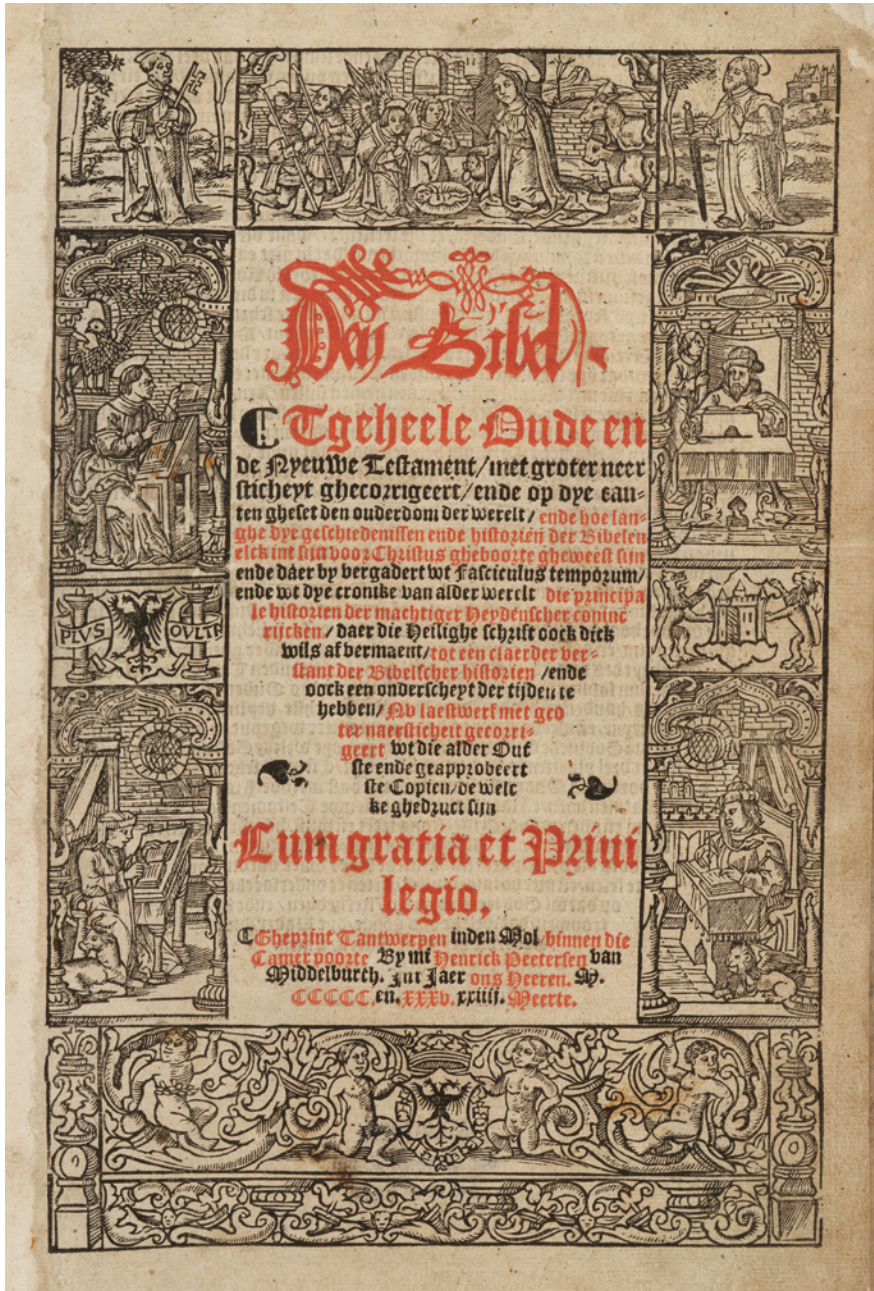 Den Bibel.
Tgeheele Oude en
de Nyeuwe Testament/met groter neer
sticheyt ghecorrigeert/ende op dye can-
ten gheset den ouderdom der werelt/ ende hoe lan-
ghe dye geschiedenissen ende historien der Bibelen
elck int sijn voor Christus gheboorte gheweest sijn
ende daer by vergadert wt Fasciculus temporum/
ende wt dye cronike van alder werelt die principa
le historien der machtiger Heydenscher coninc
rijcken/daer die Heilighe schrift oock dick
wils af vermaent/tot een claerder ver-
stant der Bibelscher historien/ende
oock een onderscheyt der tijden te
hebben/Nv laestwerf met gro
ter naersticheit gecorri-
geert wt die alder Out
ste ende geapprobeert
ste Copien/de welc
ke ghedruct sijn
PLVS OVLTR
Cum gratia et Priui
legio.
Gheprint Tantwerpen inden Mol/binnen die
Camer poorte By mi Henrick Peetersen van
Middelburch. Int Jaer ons Heeren. M.
CCCCC.en.xxxv.xxiiij.Meerte.